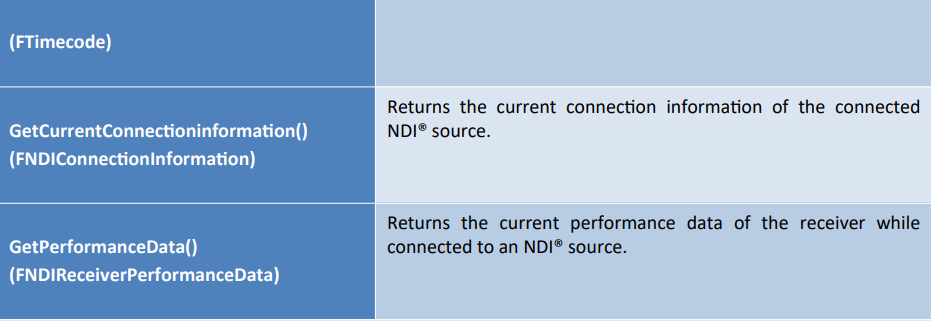 (FTimecode)
GetCurrentConnectioninformation()
(FNDIConnectionInformation)
Returns the current connection information of the connected
NDI® source.
GetPerformanceData()
(FNDIReceiverPerformanceData)
Returns the current performance data of the receiver while
connected to an NDI® source.